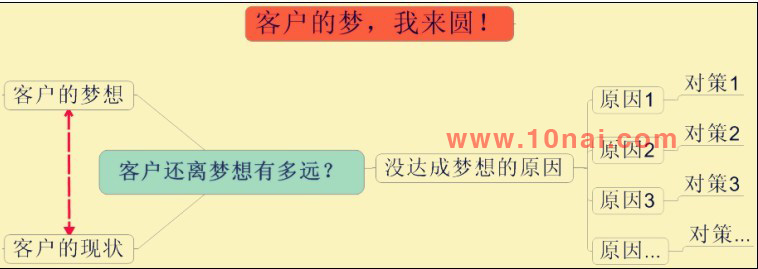 客户的梦，我来圆！
客户的梦想
客户还离梦想有多远？
客户的现状
没达成梦想的原因
原因1
对策1
原因2
对策2
原因3
对策3
原因...
对策...
www.10nai.com